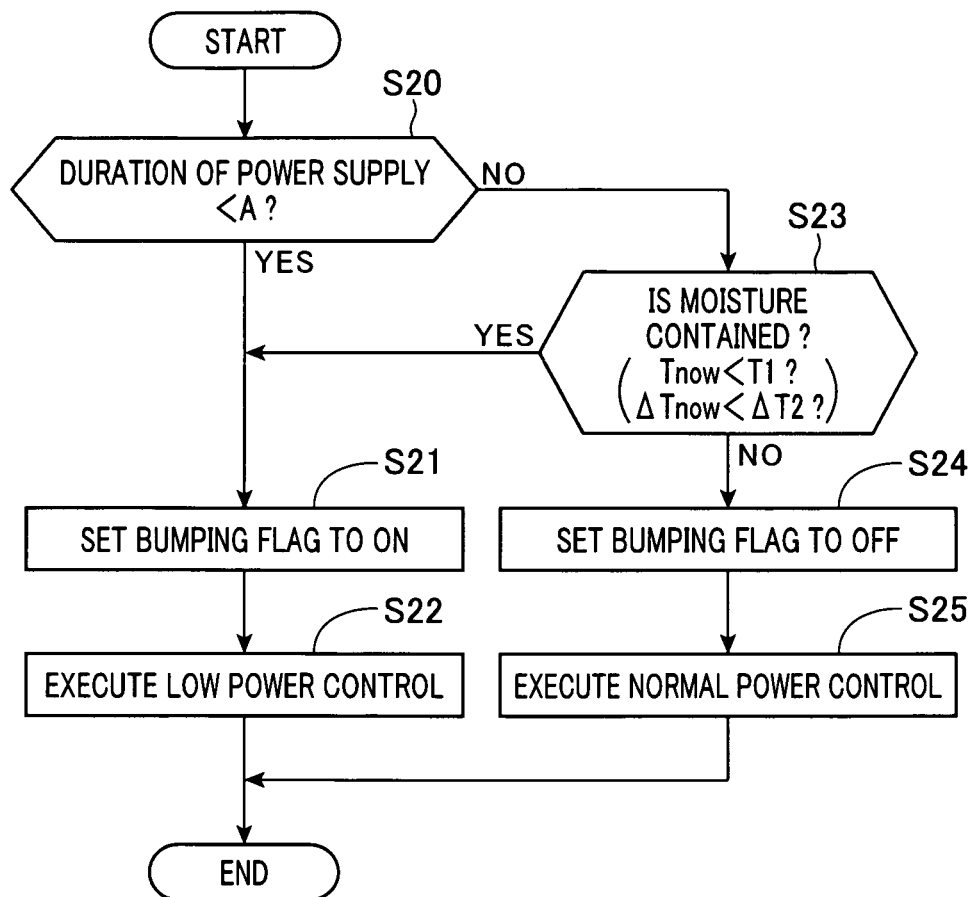 START
S20
DURATION OF POWER SUPPLY
<A ?
NO
YES
S23
IS MOISTURE
CONTAINED ?
( Tnow<T1 ?
Δ Tnow< Δ T2 ?)
YES
NO
S21
SET BUMPING FLAG TO ON
S24
SET BUMPING FLAG TO OFF
S22
EXECUTE LOW POWER CONTROL
S25
EXECUTE NORMAL POWER CONTROL
END